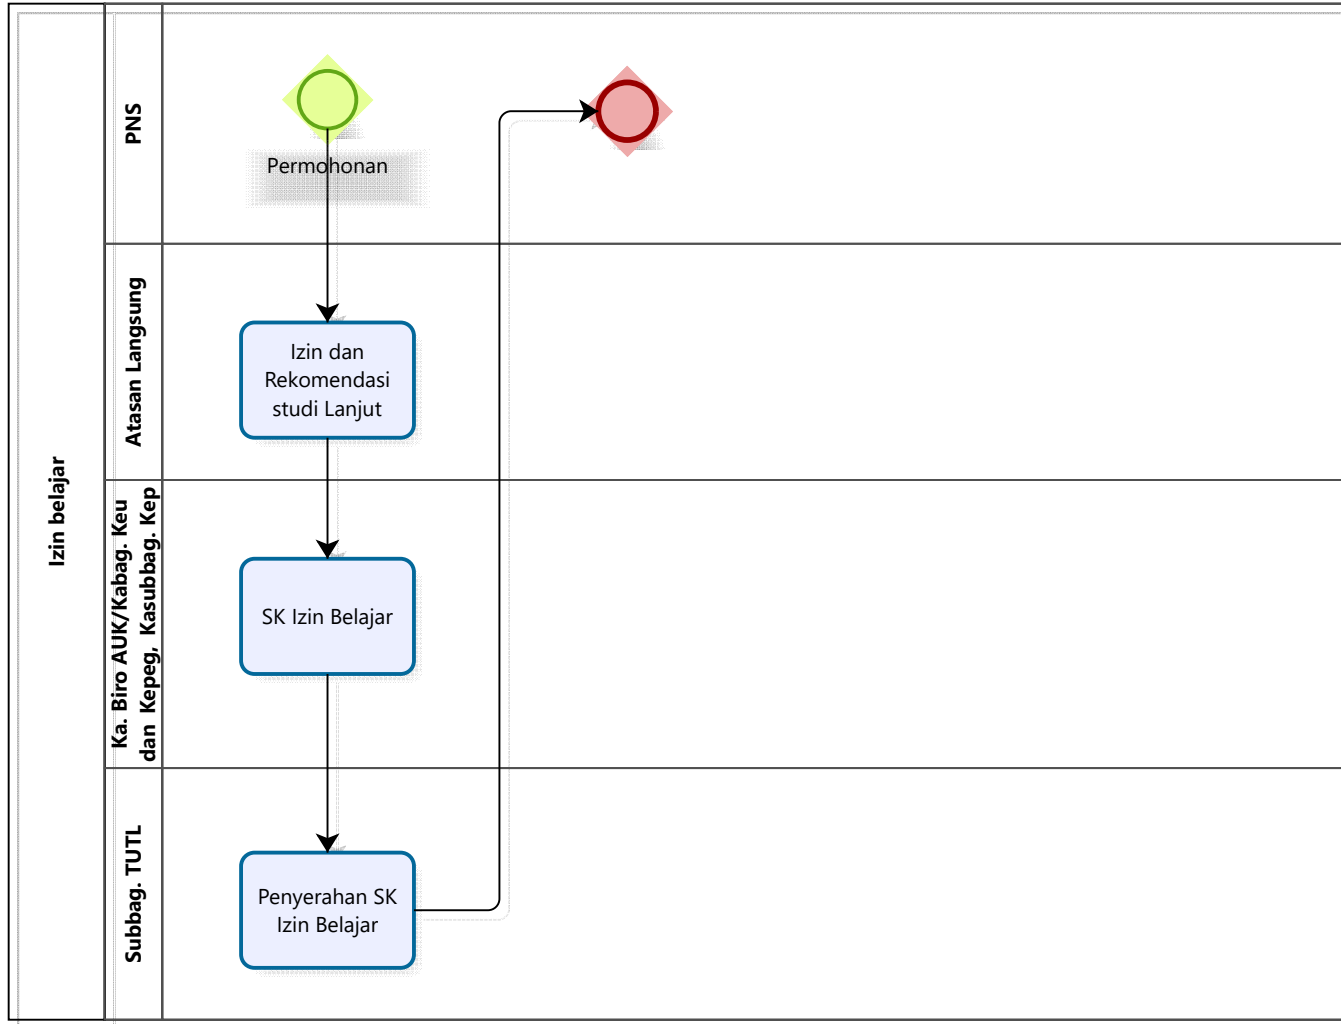 Izin belajar
PNS
Permohonan
Atasan Langsung
Izin dan
Rekomendasi
studi Lanjut
Ka. Biro AUK/Kabag. Keu
dan Kepeg, Kasubbag. Kep
SK Izin Belajar
Subbag. TUTL
Penyerahan SK
Izin Belajar